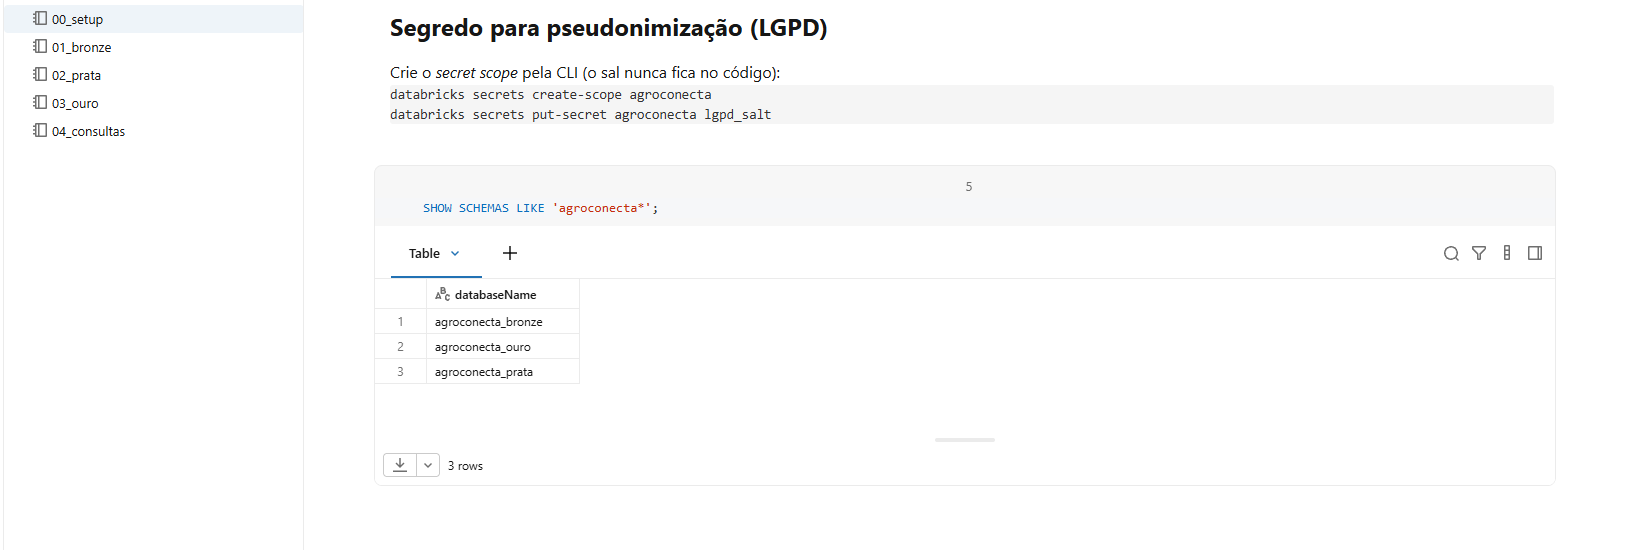 00_setup
01_bronze
02_prata
03_ouro
04_consultas
Segredo para pseudonimização (LGPD)
Crie o secret scope pela CLI (o sal nunca fica no código):
databricks secrets create-scope agroconecta
databricks secrets put-secret agroconecta lgpd_salt
5
SHOW SCHEMAS LIKE 'agroconecta*';
Table
databaseName
1 agroconecta_bronze
2 agroconecta_ouro
3 agroconecta_prata
3 rows